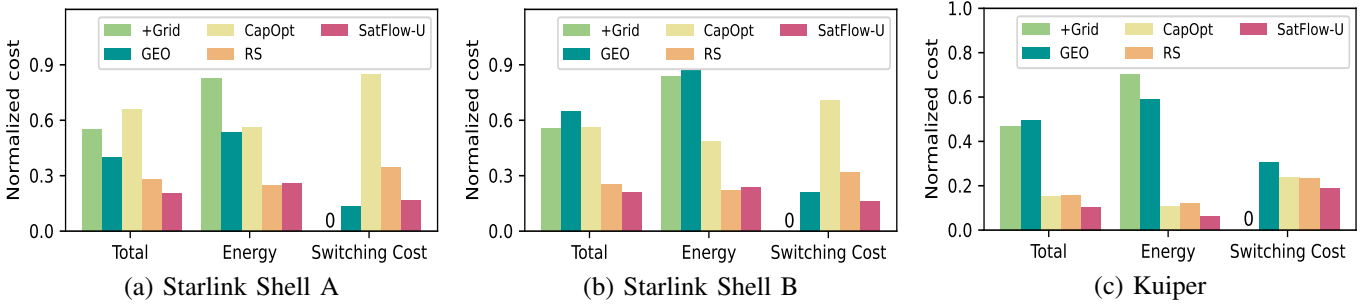 Normalized cost
0.9
0.6
0.3
0.0
+Grid CapOpt SatFlow-U
GEO RS
0
Total Energy Switching Cost
(a) Starlink Shell A
Normalized cost
0.9
0.6
0.3
0.0
+Grid CapOpt SatFlow-U
GEO RS
0
Total Energy Switching Cost
(b) Starlink Shell B
Normalized cost
1.0
0.8
0.6
0.4
0.2
0.0
+Grid CapOpt SatFlow-U
GEO RS
0
Total Energy Switching Cost
(c) Kuiper